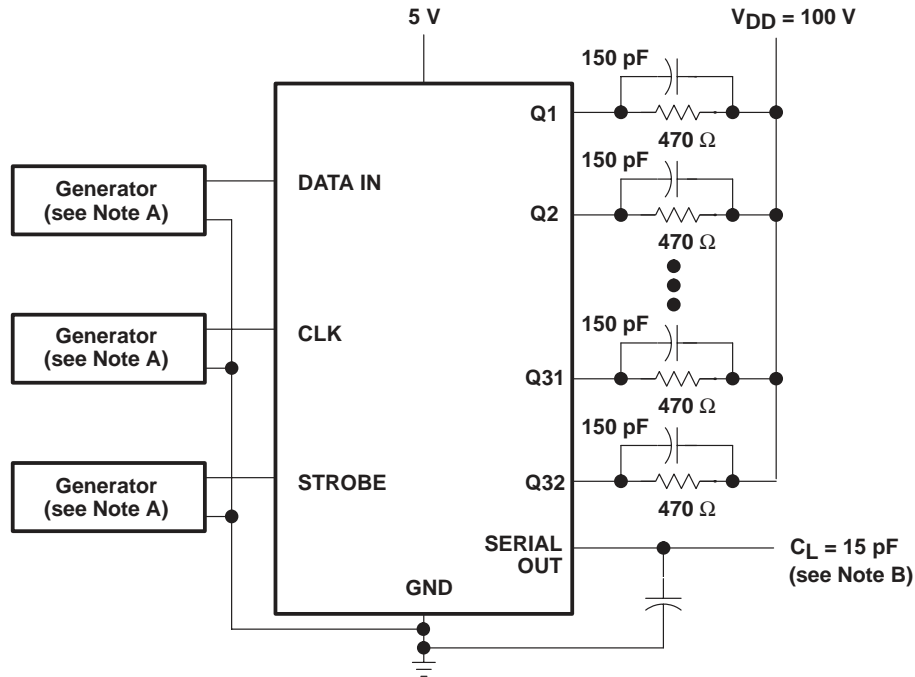 5 V
V_DD = 100 V
150 pF
Q1
470 Ω
Generator
(see Note A)
DATA IN
150 pF
Q2
470 Ω
Generator
(see Note A)
CLK
150 pF
Q31
470 Ω
Generator
(see Note A)
STROBE
150 pF
Q32
470 Ω
SERIAL
OUT
C_L = 15 pF
(see Note B)
GND